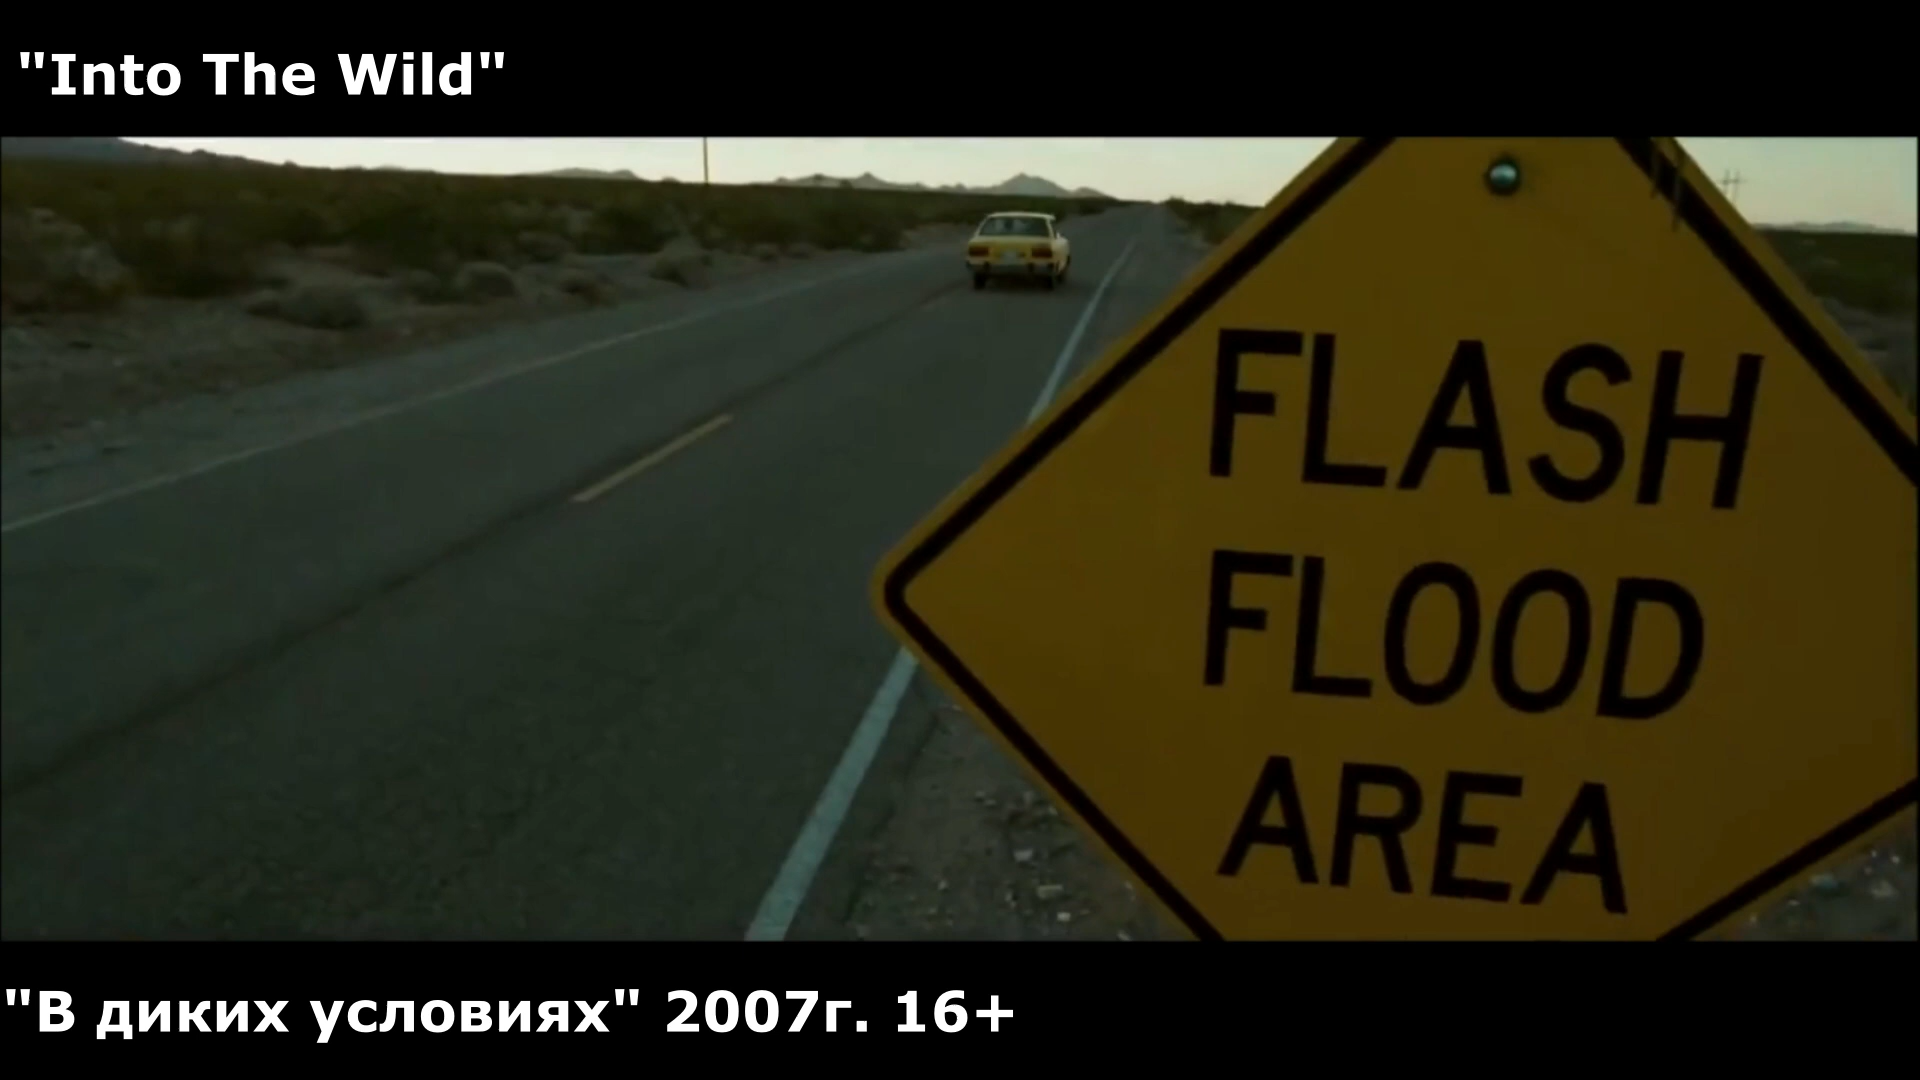 "Into The Wild"
FLASH
FLOOD
AREA
"В диких условиях" 2007г. 16+